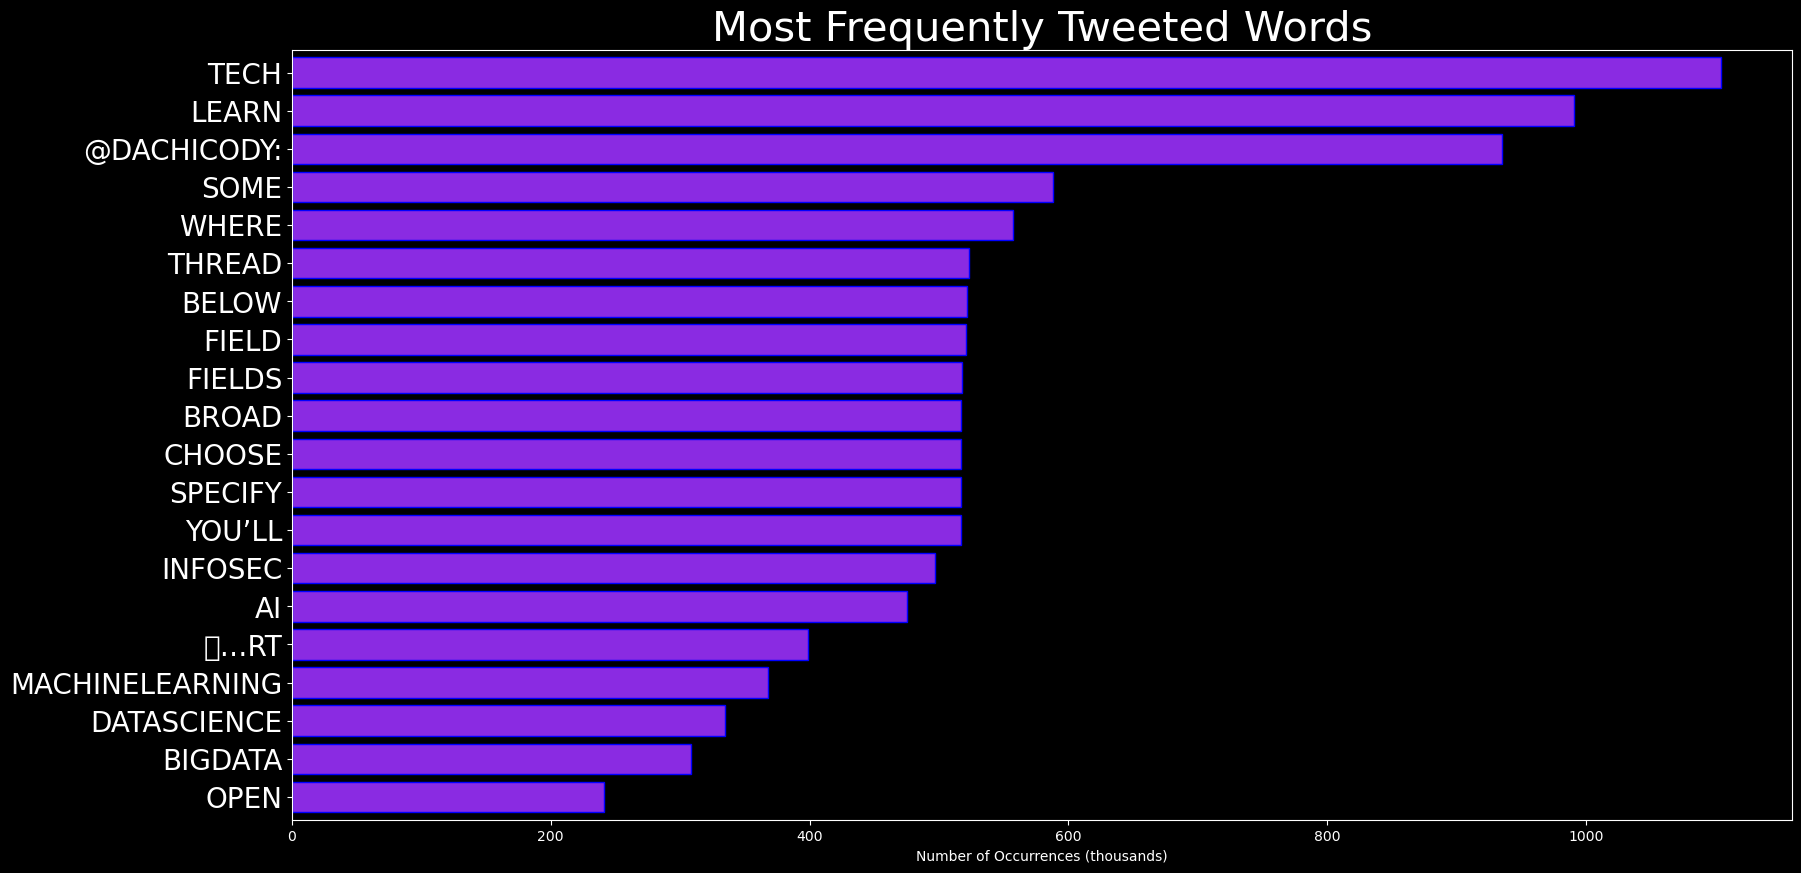 Most Frequently Tweeted Words
TECH
LEARN
@DACHICODY:
SOME
WHERE
THREAD
BELOW
FIELD
FIELDS
BROAD
CHOOSE
SPECIFY
YOU’LL
INFOSEC
AI
▯…RT
MACHINELEARNING
DATASCIENCE
BIGDATA
OPEN
0 200 400 600 800 1000
Number of Occurrences (thousands)